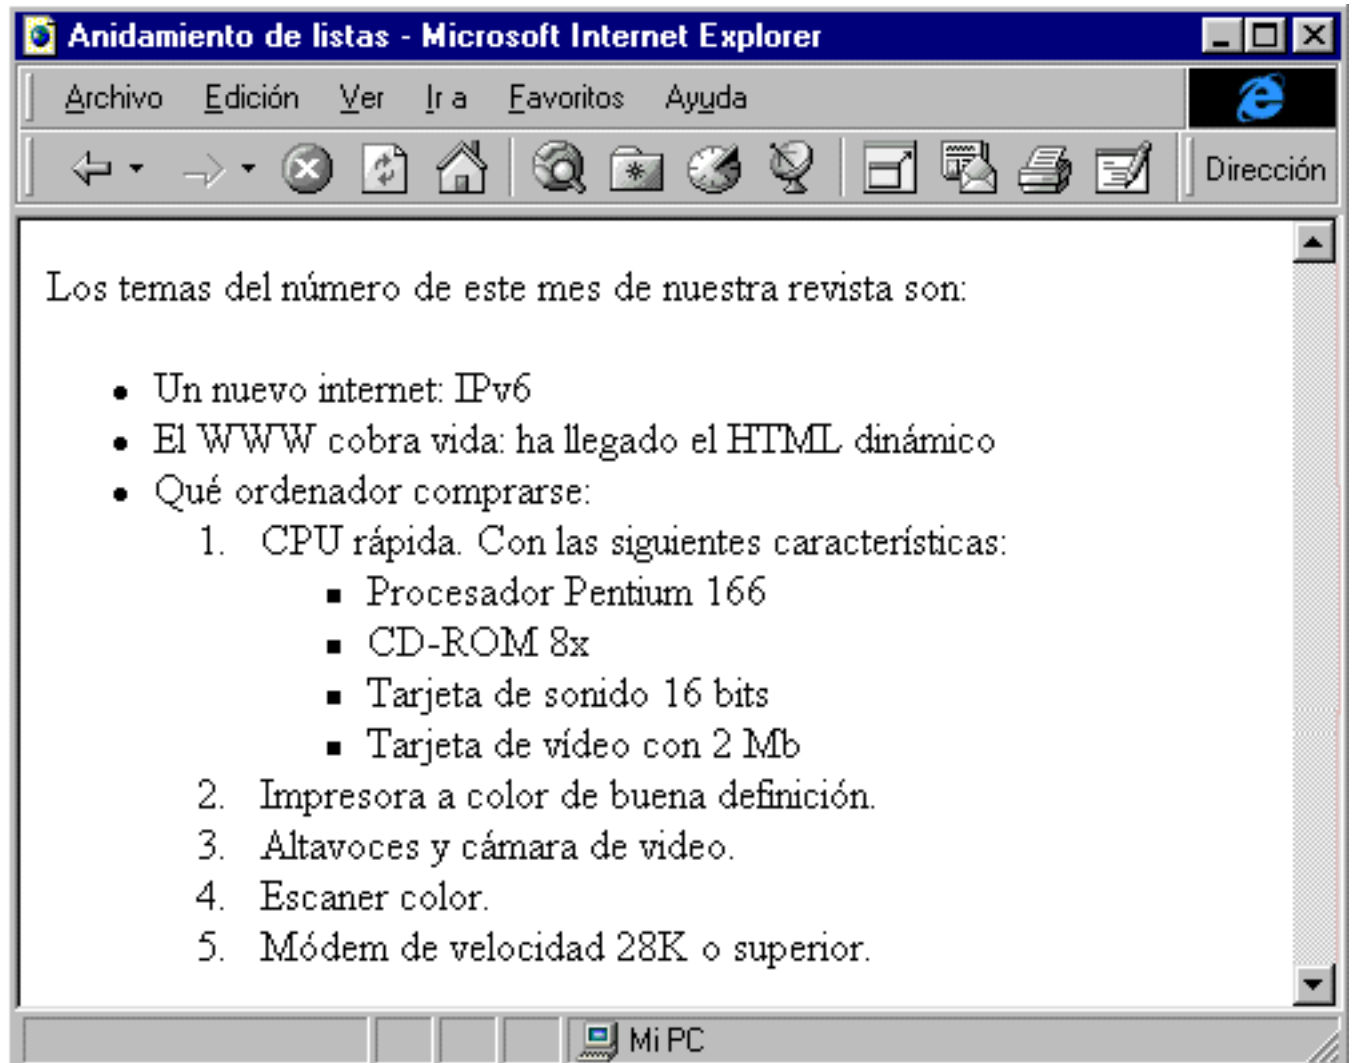 Anidamiento de listas - Microsoft Internet Explorer
Archivo Edición Ver Ir a Favoritos Ayuda
Dirección
Los temas del número de este mes de nuestra revista son:
• Un nuevo internet: IPv6
• El WWW cobra vida: ha llegado el HTML dinámico
• Qué ordenador comprarse:
1. CPU rápida. Con las siguientes características:
▪ Procesador Pentium 166
▪ CD-ROM 8x
▪ Tarjeta de sonido 16 bits
▪ Tarjeta de vídeo con 2 Mb
2. Impresora a color de buena definición.
3. Altavoces y cámara de video.
4. Escaner color.
5. Módem de velocidad 28K o superior.
Mi PC